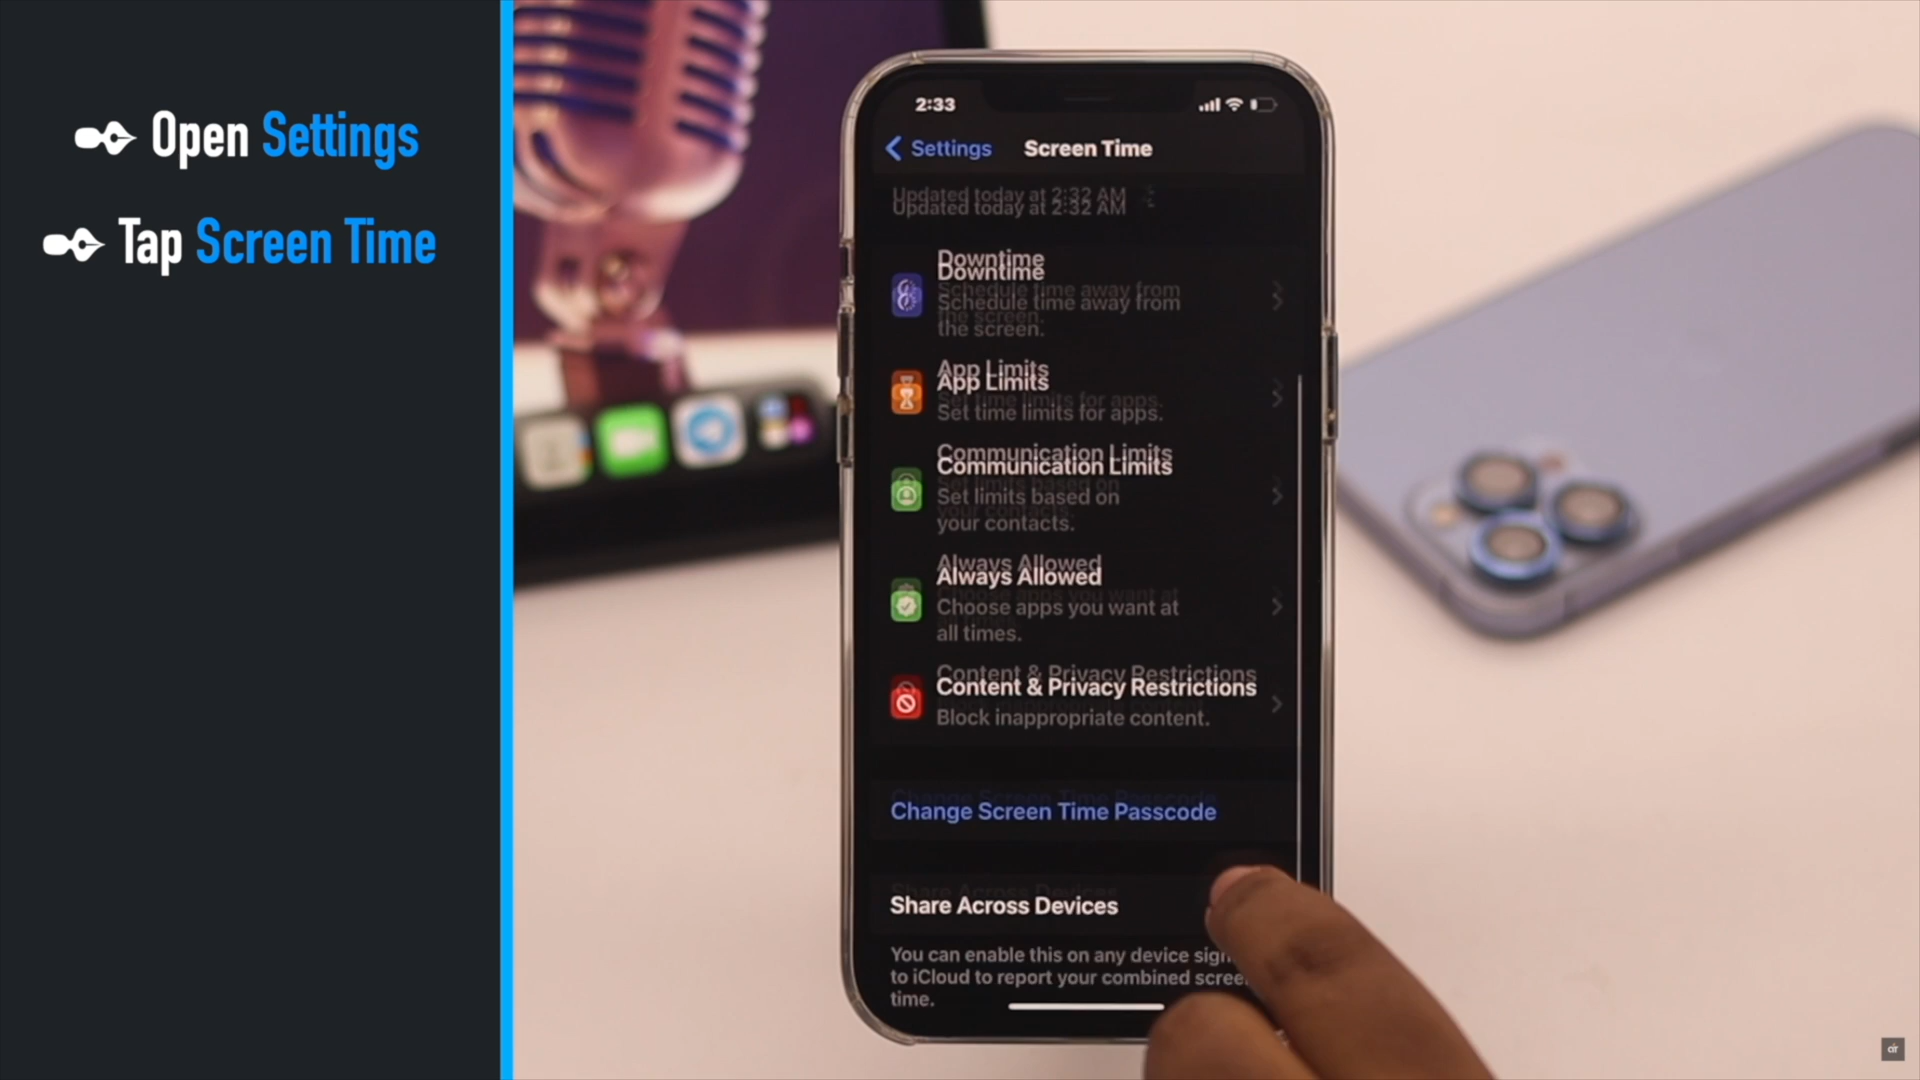 Open Settings
Tap Screen Time
2:33
Settings Screen Time
Updated today at 2:32 AM
Downtime
Schedule time away from
the screen.
App Limits
Set time limits for apps.
Communication Limits
Set limits based on
your contacts.
Always Allowed
Choose apps you want at
all times.
Content & Privacy Restrictions
Block inappropriate content.
Change Screen Time Passcode
Share Across Devices
You can enable this on any device
to iCloud to report your combined
time.